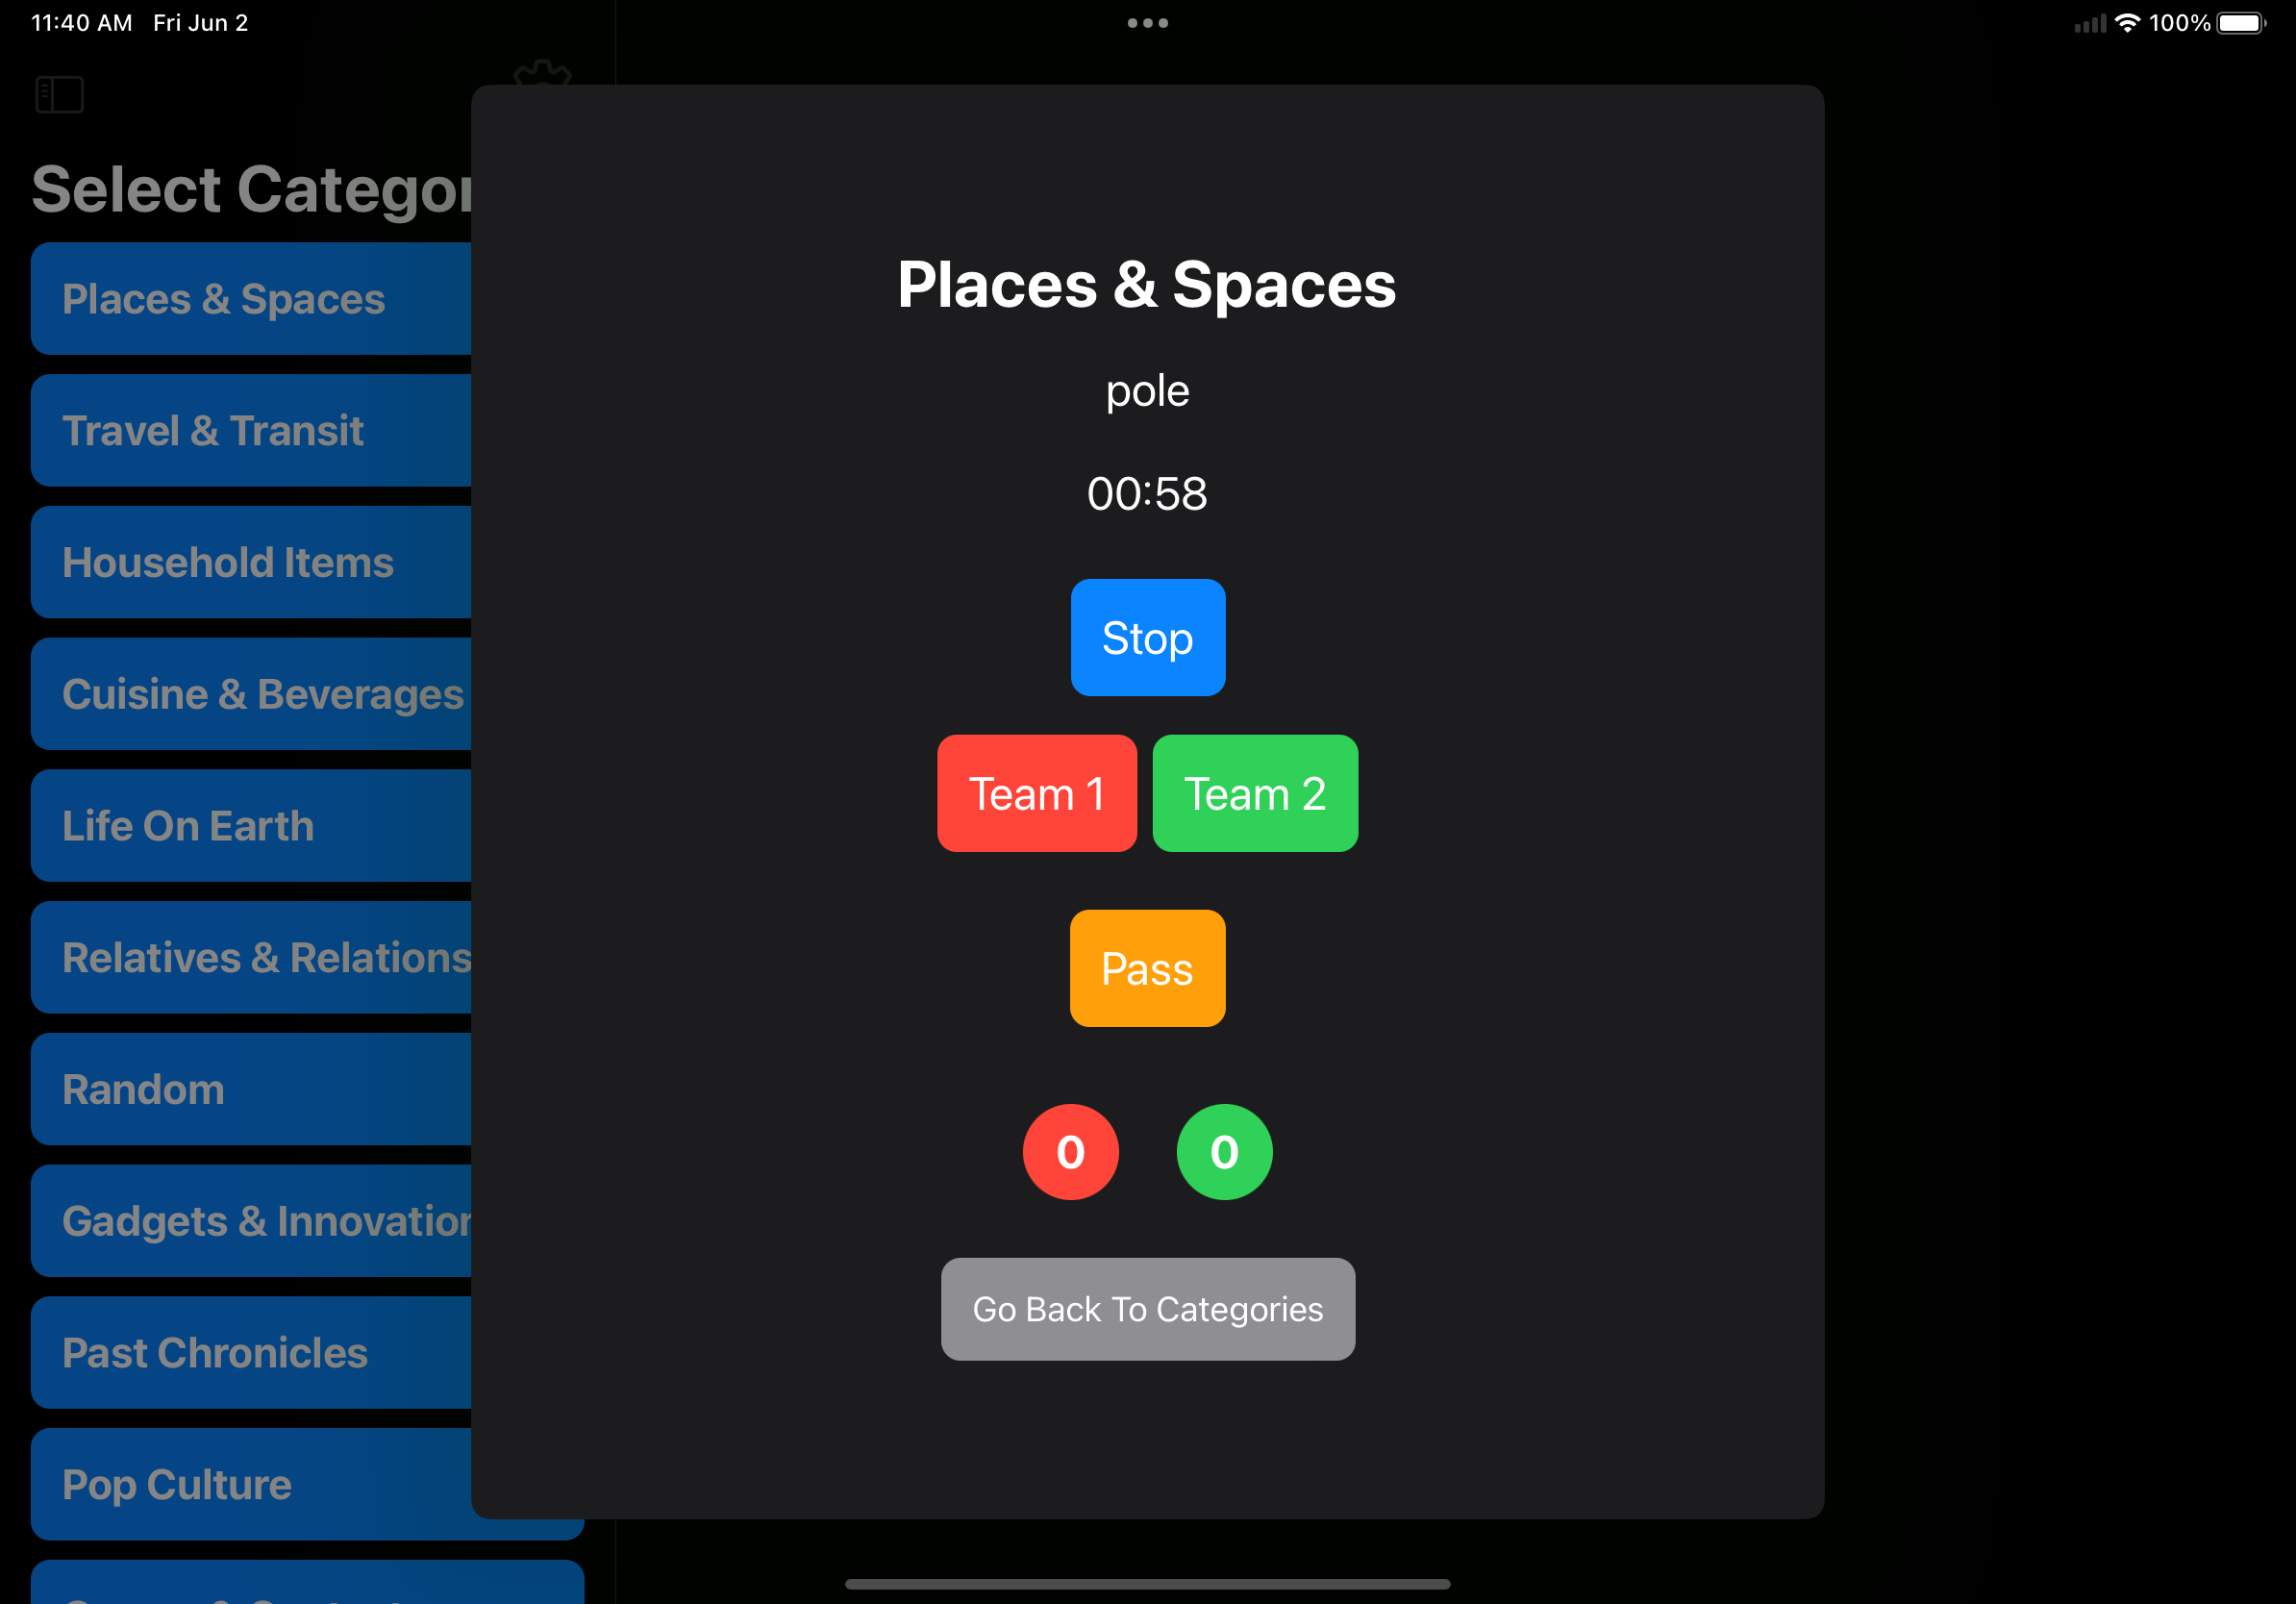 11:40 AM Fri Jun 2
100%
Select Categor
Places & Spaces
Travel & Transit
Household Items
Cuisine & Beverages
Life On Earth
Relatives & Relations
Random
Gadgets & Innovation
Past Chronicles
Pop Culture
Places & Spaces
pole
00:58
Stop
Team 1 Team 2
Pass
0 0
Go Back To Categories